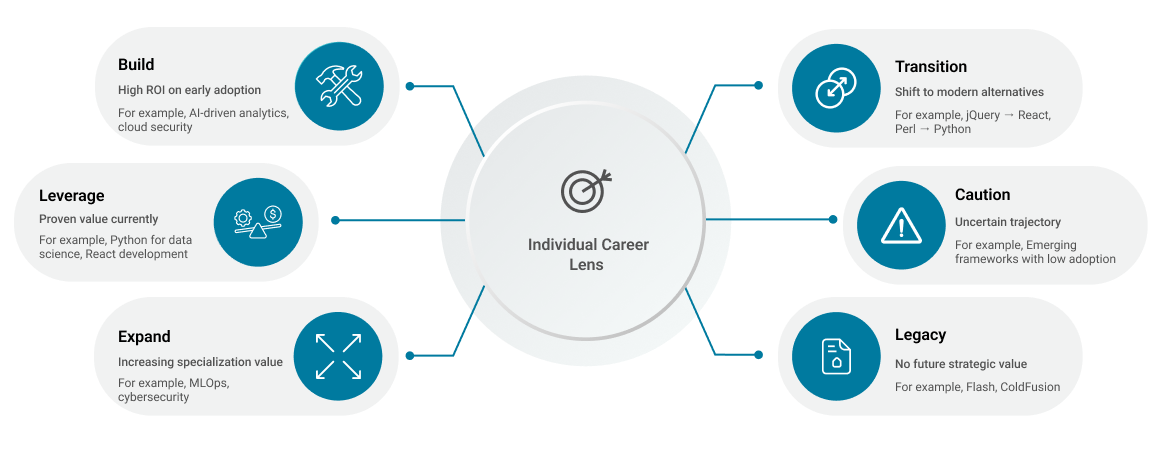 Build
High ROI on early adoption
For example, AI-driven analytics,
cloud security
Leverage
Proven value currently
For example, Python for data
science, React development
Expand
Increasing specialization value
For example, MLOps,
cybersecurity
Individual Career
Lens
Transition
Shift to modern alternatives
For example, jQuery → React,
Perl → Python
Caution
Uncertain trajectory
For example, Emerging
frameworks with low adoption
Legacy
No future strategic value
For example, Flash, ColdFusion